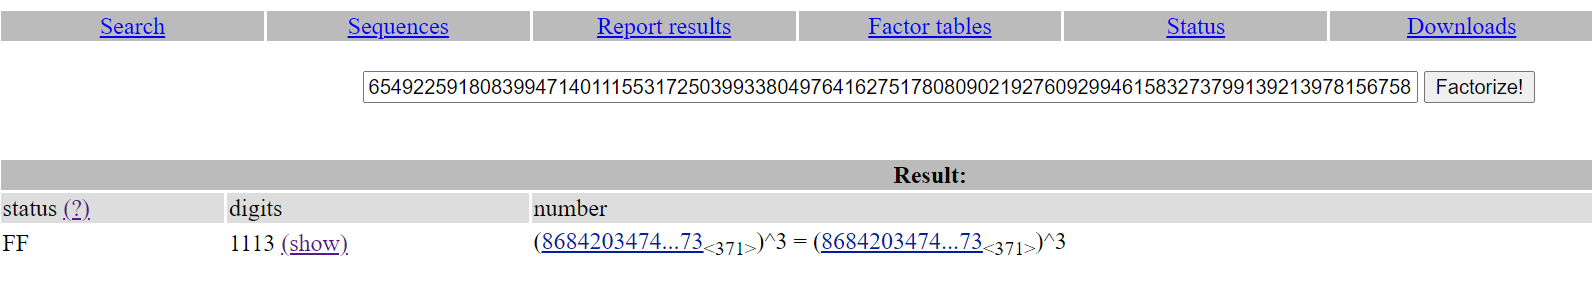 Search Sequences Report results Factor tables Status Downloads
6549225918083994714011155317250399338049764162751780809021927609299461583273799139213978156758 Factorize!
Result:
status (?) digits number
FF 1113 (show) (8684203474...73<371>)^3 = (8684203474...73<371>)^3